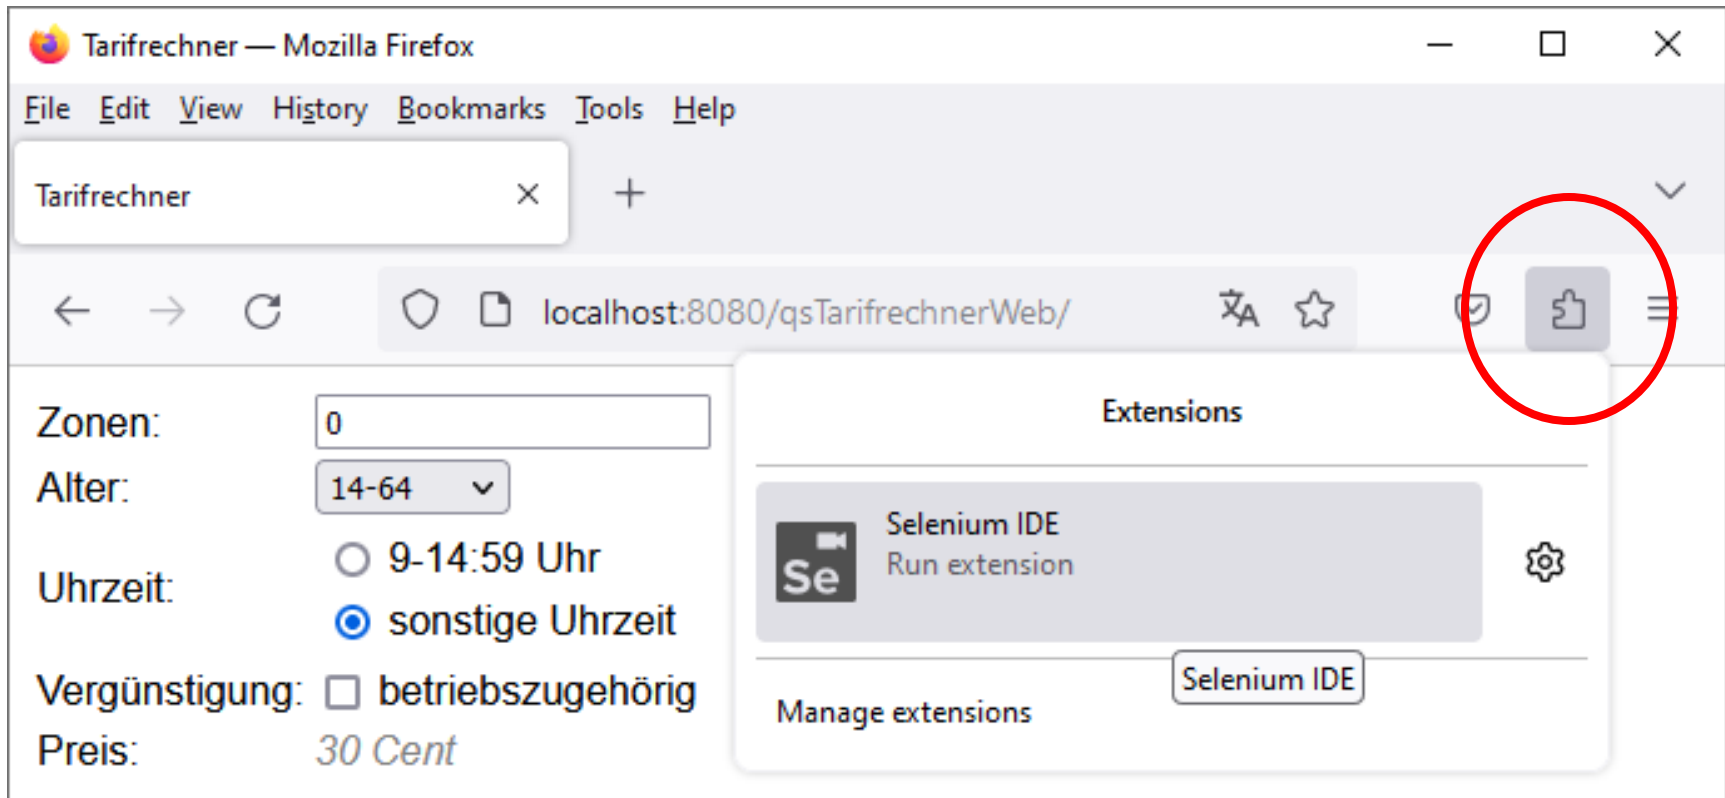 Tarifrechner — Mozilla Firefox
File Edit View History Bookmarks Tools Help
Tarifrechner
localhost:8080/qsTarifrechnerWeb/
Extensions
Zonen: 0
Alter: 14-64
Selenium IDE
Se
Run extension
9-14:59 Uhr
Uhrzeit:
sonstige Uhrzeit
Selenium IDE
Vergünstigung: betriebszugehörig
Manage extensions
Preis: 30 Cent